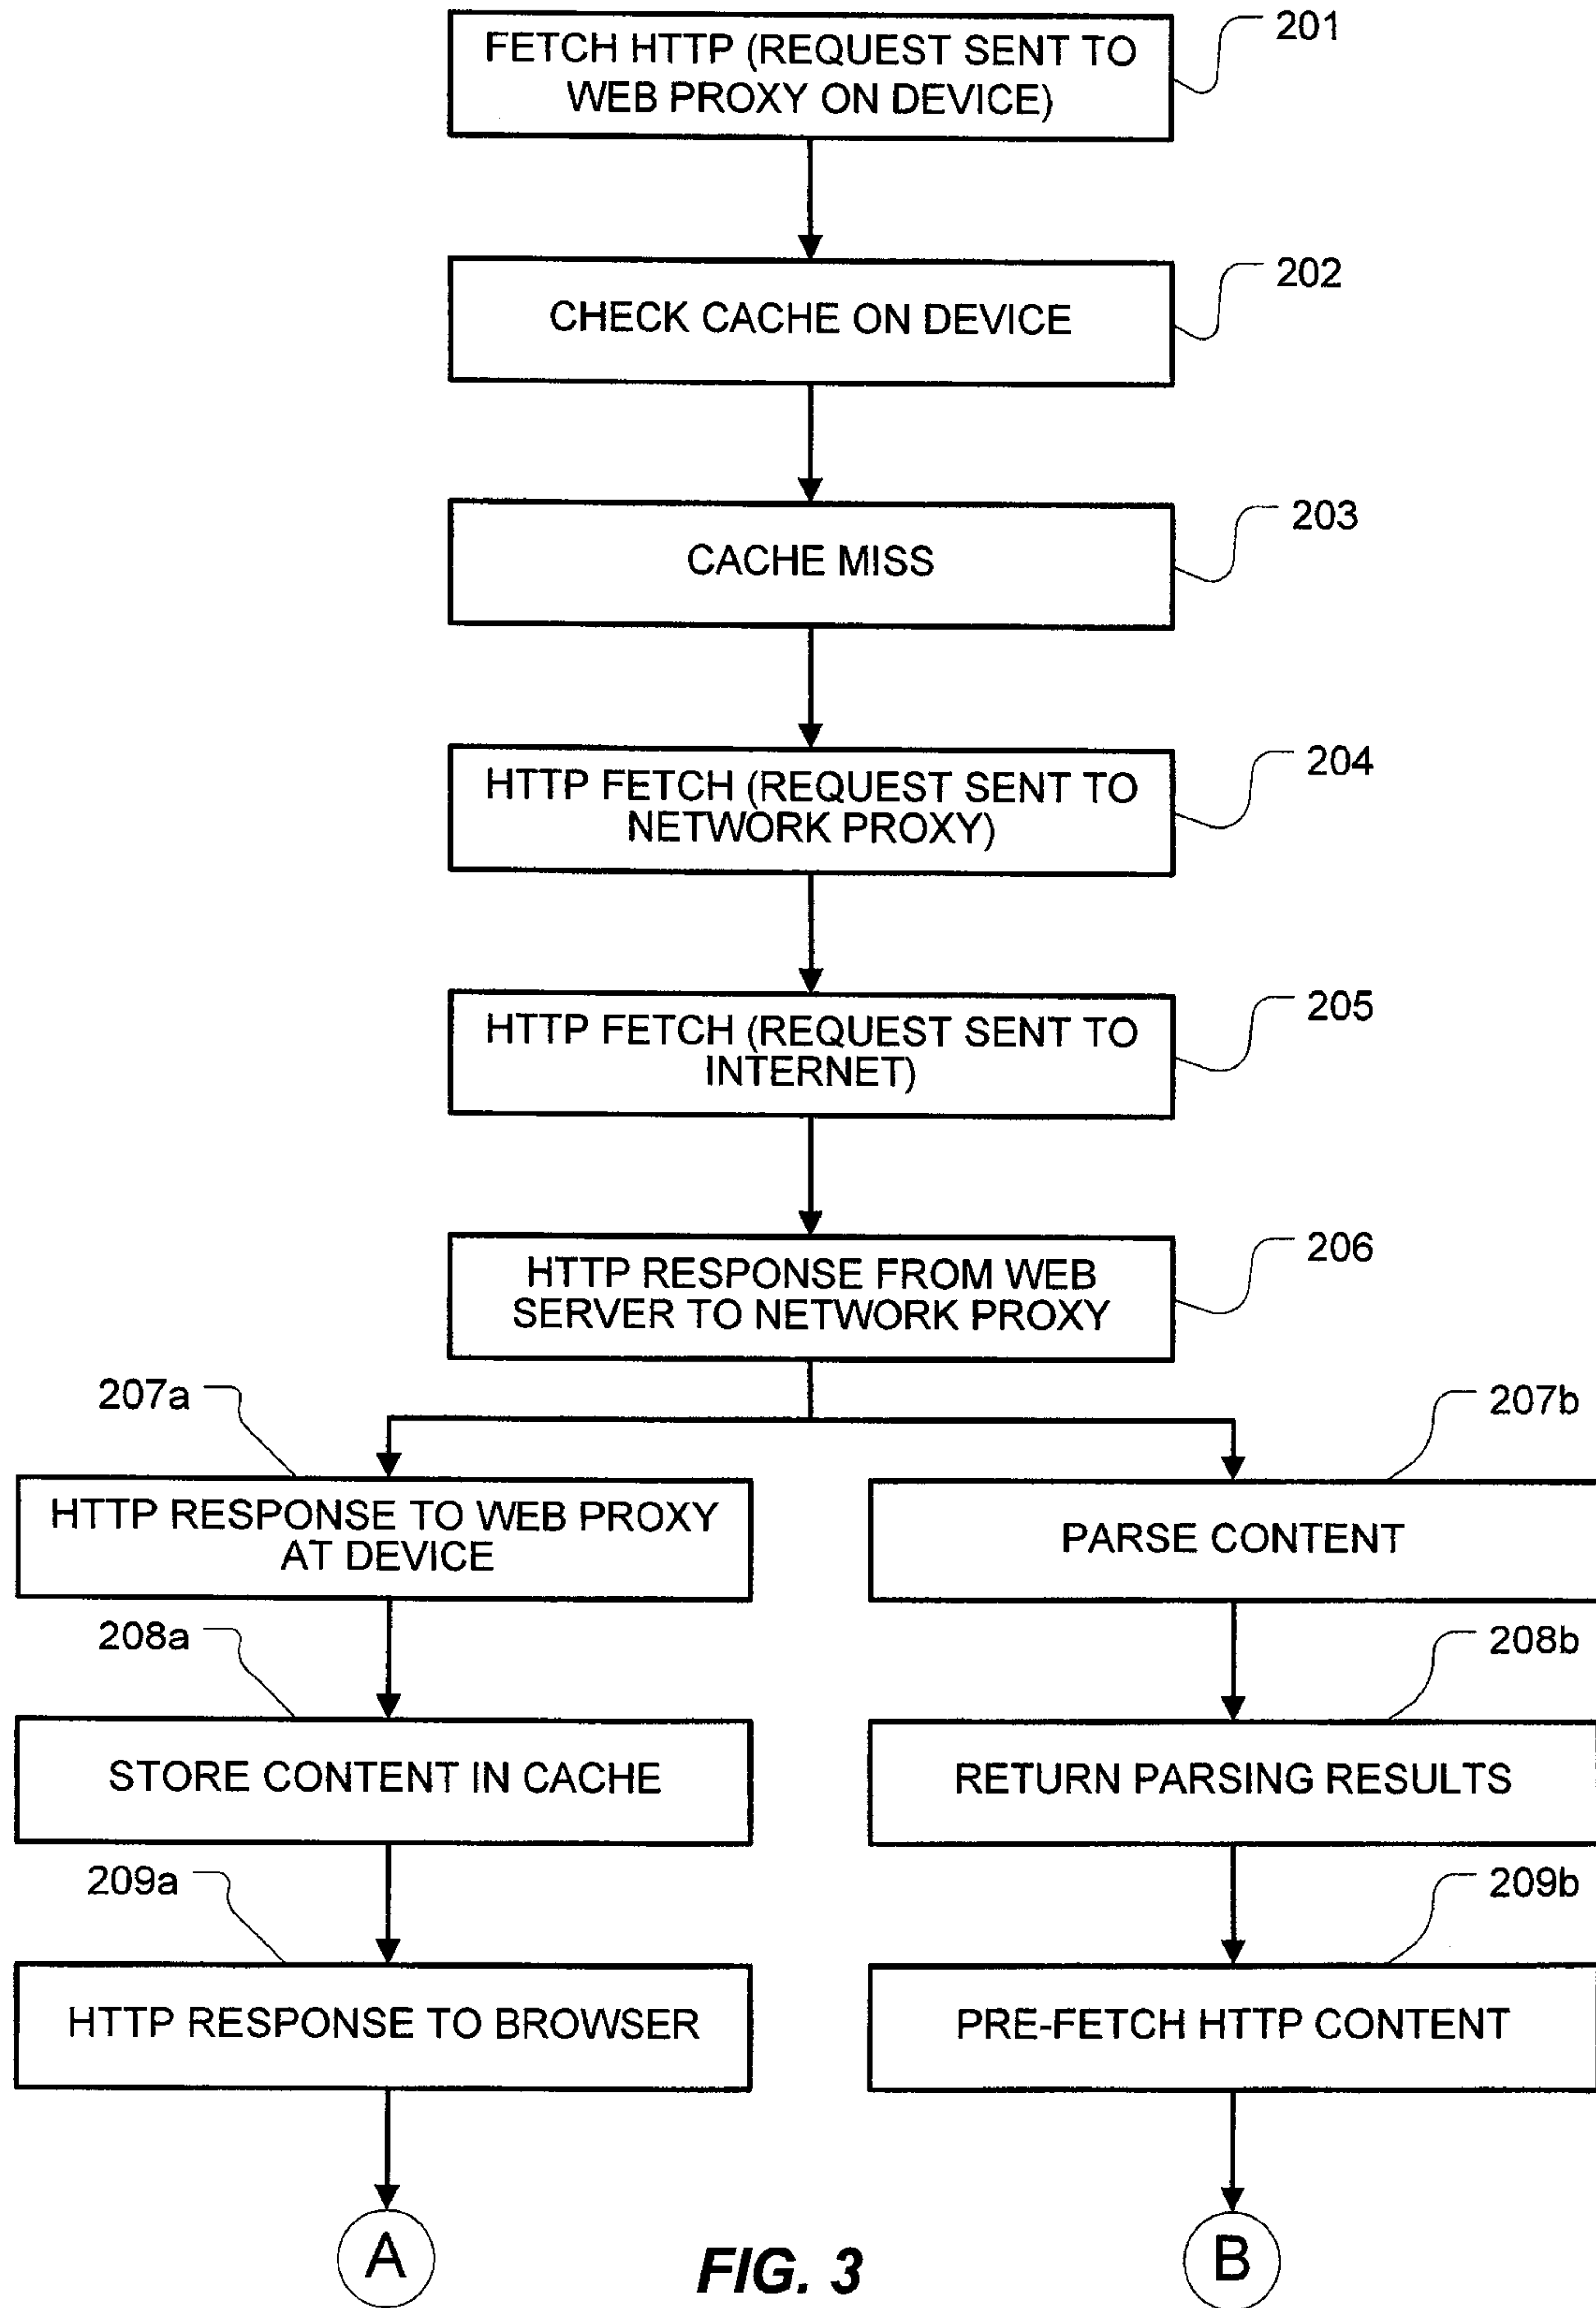 FETCH HTTP (REQUEST SENT TO
WEB PROXY ON DEVICE)
201
CHECK CACHE ON DEVICE
202
CACHE MISS
203
HTTP FETCH (REQUEST SENT TO
NETWORK PROXY)
204
HTTP FETCH (REQUEST SENT TO
INTERNET)
205
HTTP RESPONSE FROM WEB
SERVER TO NETWORK PROXY
206
207a
207b
HTTP RESPONSE TO WEB PROXY
AT DEVICE
PARSE CONTENT
208a
208b
STORE CONTENT IN CACHE
RETURN PARSING RESULTS
209a
209b
HTTP RESPONSE TO BROWSER
PRE-FETCH HTTP CONTENT
A
B
FIG. 3